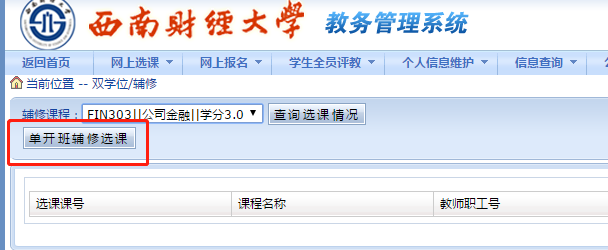 西南财经大学 教务管理系统
返回首页 网上选课 网上报名 学生全员评教 个人信息维护 信息查询
当前位置 -- 双学位/辅修
辅修课程：FIN303||公司金融||学分3.0 查询选课情况
单开班辅修选课
选课课号 课程名称 教师职工号